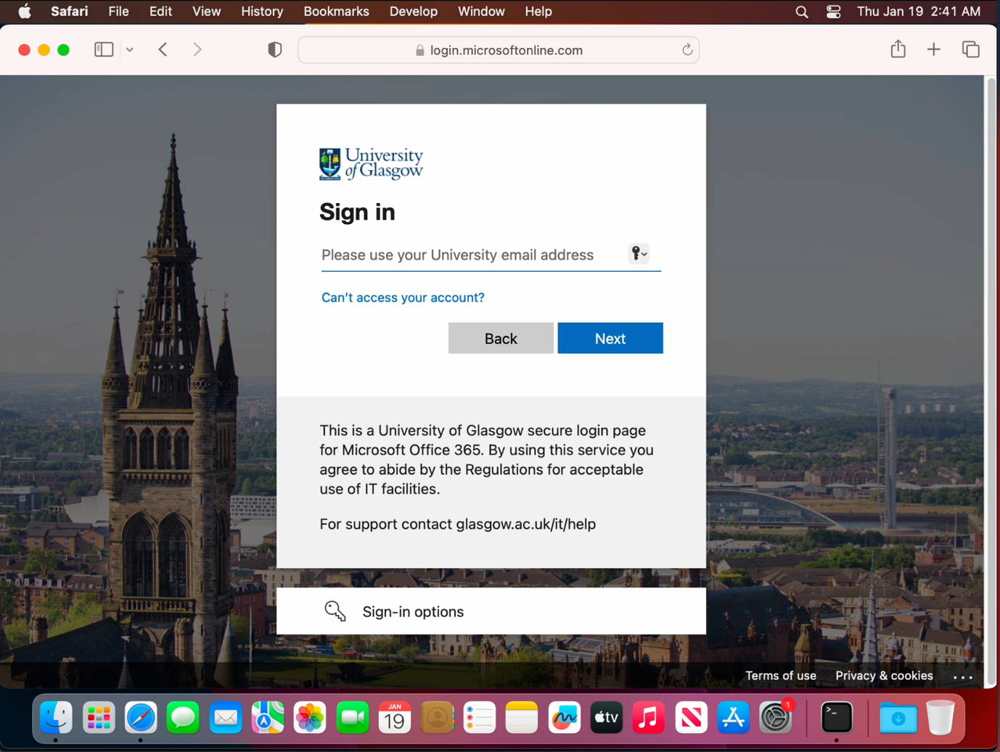 Safari File Edit View History Bookmarks Develop Window Help Thu Jan 19 2:41 AM
login.microsoftonline.com
University
of Glasgow
Sign in
Please use your University email address
Can't access your account?
Back Next
This is a University of Glasgow secure login page
for Microsoft Office 365. By using this service you
agree to abide by the Regulations for acceptable
use of IT facilities.
For support contact glasgow.ac.uk/it/help
Sign-in options
Terms of use Privacy & cookies ...
JAN
19
tv
1
>_